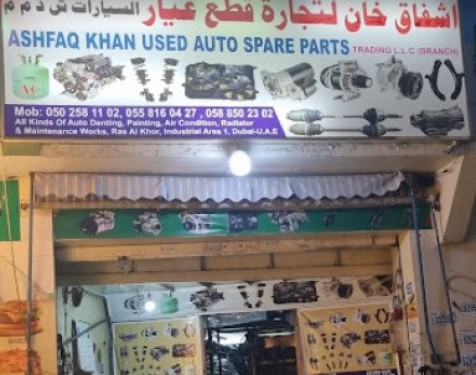 اشفاق خان لتجارة قطع غيار السيارات ش ذ م م
ASHFAQ KHAN USED AUTO SPARE PARTS TRADING L.L.C (BRANCH)
AC
Mob: 050 258 11 02, 055 816 04 27 , 058 850 23 02
All Kinds Of Auto Denting, Painting, Air Condition, Radiator
& Maintenance Works, Ras Al Khor, Industrial Area 1, Dubai-U.A.E